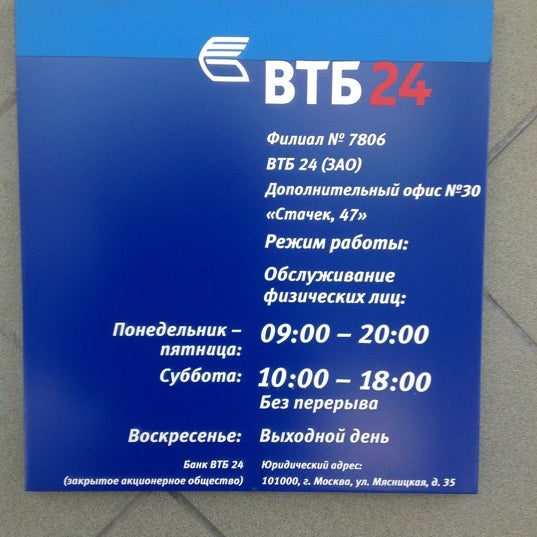 ВТБ 24
Филиал № 7806
ВТБ 24 (ЗАО)
Дополнительный офис №30
«Стачек, 47»
Режим работы:
Обслуживание
физических лиц:
Понедельник – 09:00 – 20:00
пятница:
Суббота: 10:00 – 18:00
Без перерыва
Воскресенье: Выходной день
Банк ВТБ 24 Юридический адрес:
(закрытое акционерное общество) 101000, г. Москва, ул. Мясницкая, д. 35